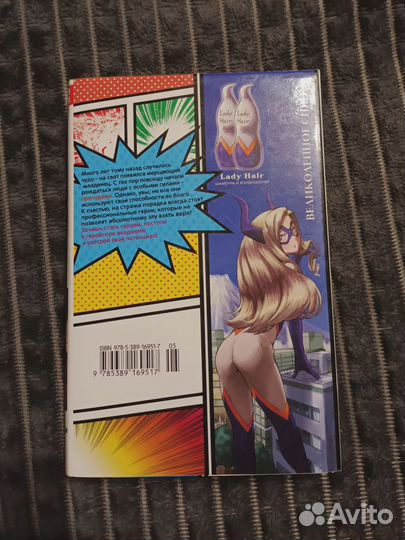 Много лет тому назад случилось
чудо – на свет появился мерцающий
младенец. С тех пор повсюду начали
рождаться люди с особыми силами –
причудами. Однако, увы, не все они
используют свои способности во благо...
К счастью, на страже порядка всегда стоят
профессиональные герои, которые не
позволят абсолютному злу взять верх!
Хочешь стать героем, поступи
в геройскую академию
и раскрой свой потенциал!
Lady
Hair
Lady
Hair
Lady Hair
ШАМПУНЬ И КОНДИЦИОНЕР
ВЕЛИКОЛЕПНОЕ
ISBN 978-5-389-16951-7
05
9 785389 169517
Avito